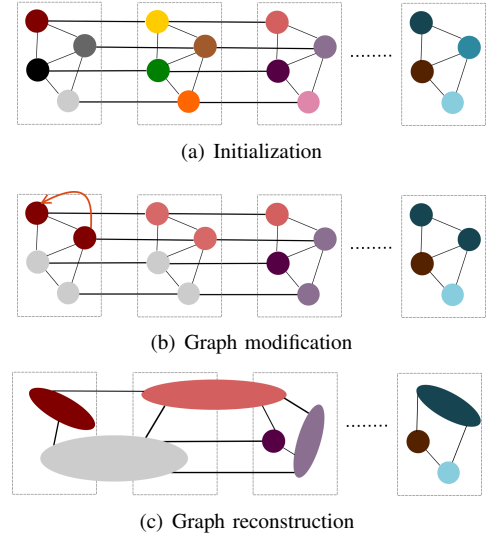 (a) Initialization
(b) Graph modification
(c) Graph reconstruction